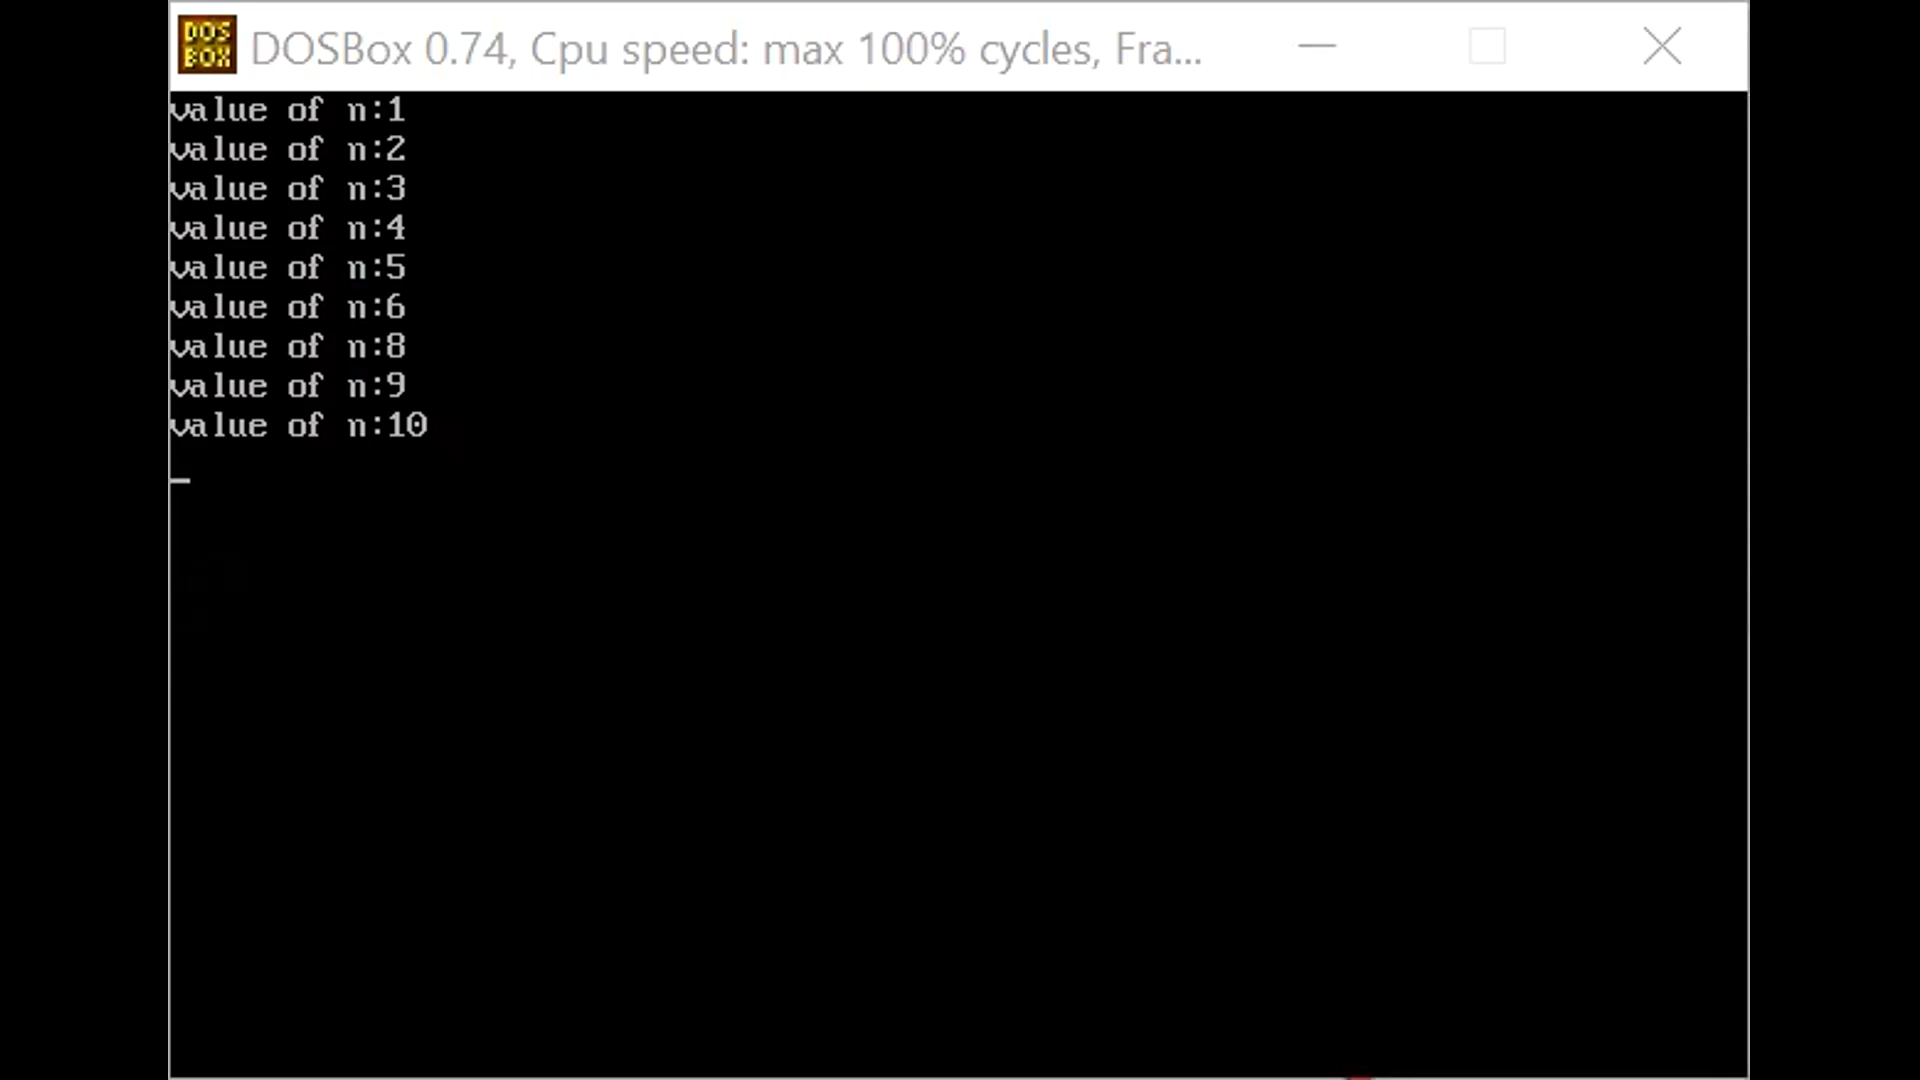 DOS
BOX
DOSBox 0.74, Cpu speed: max 100% cycles, Fra...
value of n:1
value of n:2
value of n:3
value of n:4
value of n:5
value of n:6
value of n:8
value of n:9
value of n:10